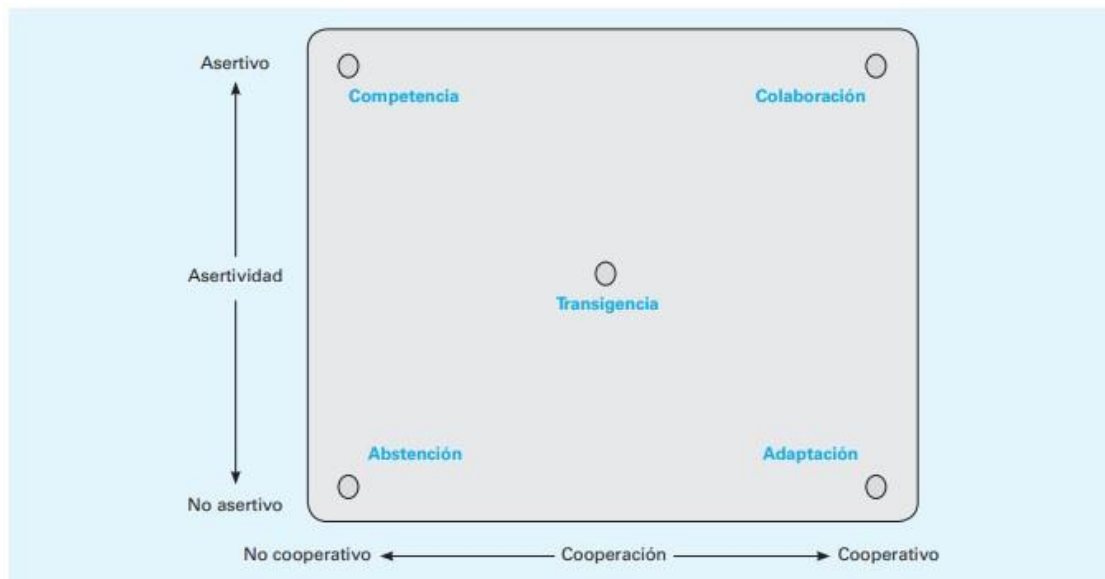 Asertivo
Competencia
Colaboración
Asertividad
Transigencia
Abstención
Adaptación
No asertivo
No cooperativo
Cooperación
Cooperativo